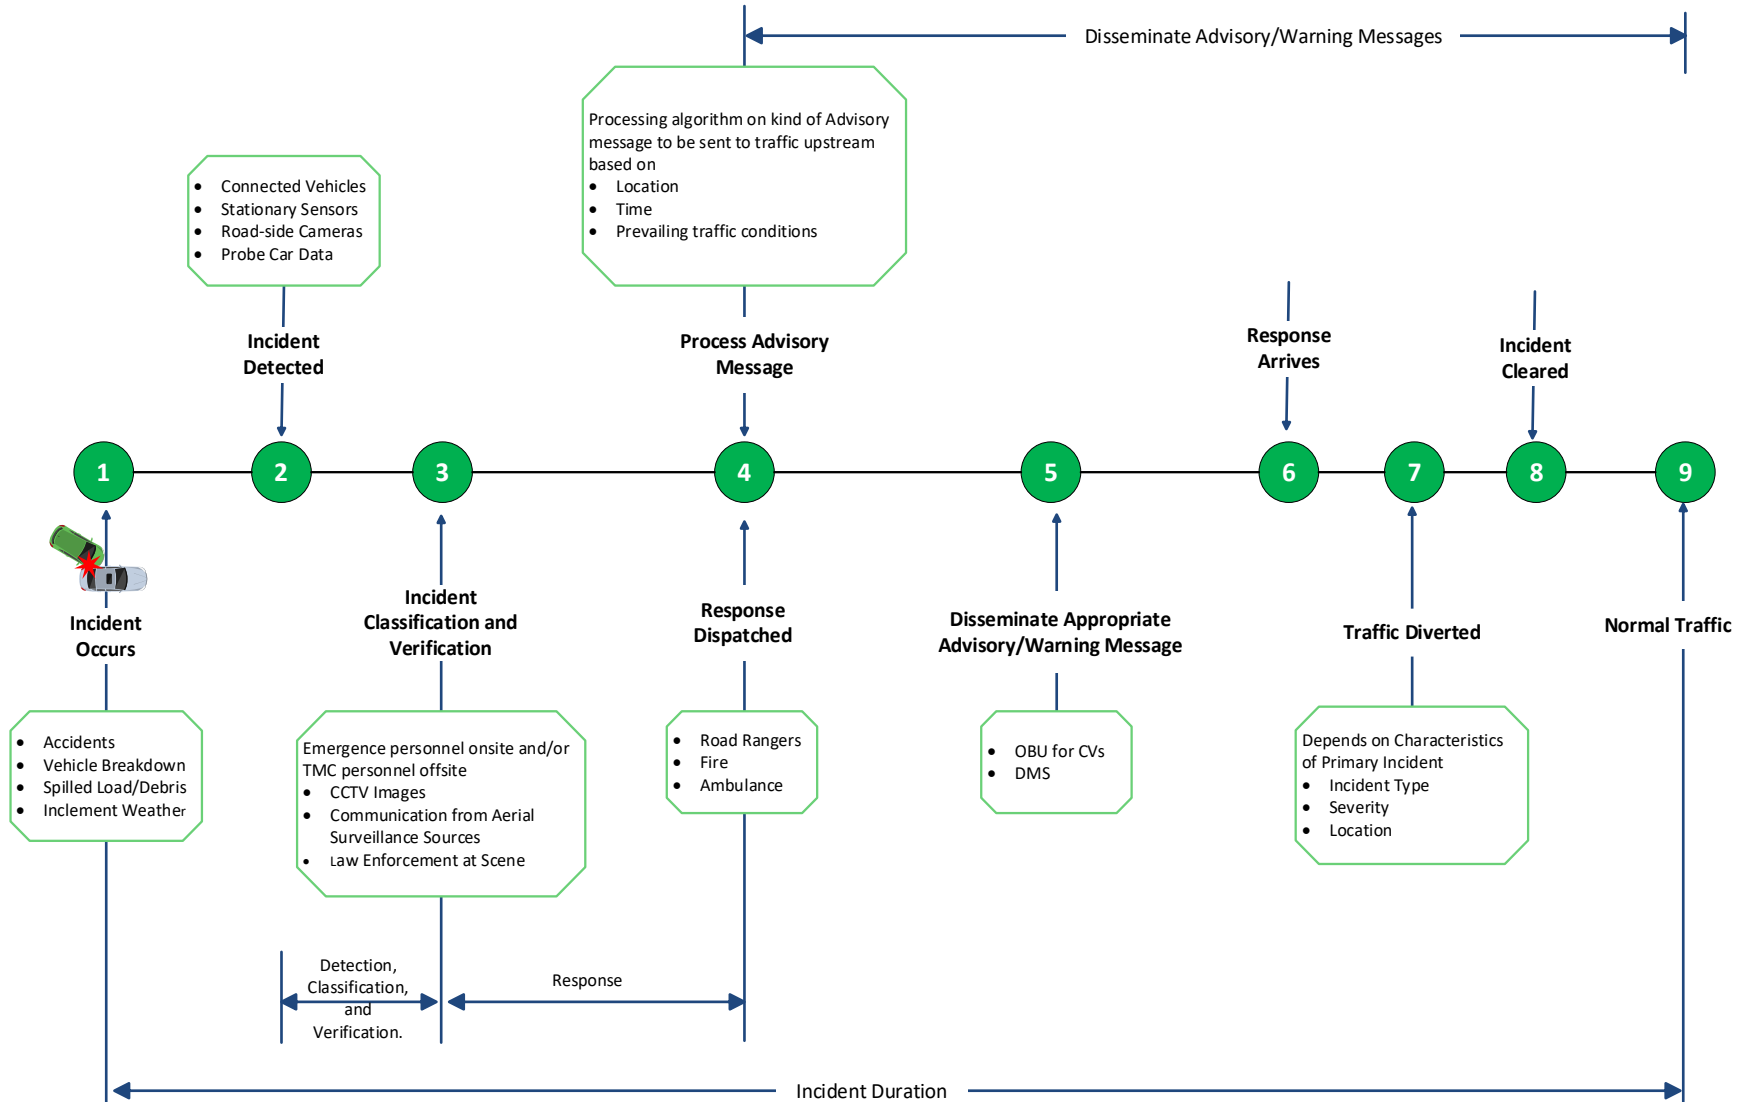 Disseminate Advisory/Warning Messages
Processing algorithm on kind of Advisory
message to be sent to traffic upstream
based on
• Location
• Time
• Prevailing traffic conditions
• Connected Vehicles
• Stationary Sensors
• Road-side Cameras
• Probe Car Data
Incident
Detected
Process Advisory
Message
Response
Arrives
Incident
Cleared
1
2
3
4
5
6
7
8
9
Incident
Occurs
Incident
Classification and
Verification
Response
Dispatched
Disseminate Appropriate
Advisory/Warning Message
Traffic Diverted
Normal Traffic
• Accidents
• Vehicle Breakdown
• Spilled Load/Debris
• Inclement Weather
Emergence personnel onsite and/or
TMC personnel offsite
• CCTV Images
• Communication from Aerial
Surveillance Sources
• Law Enforcement at Scene
• Road Rangers
• Fire
• Ambulance
• OBU for CVs
• DMS
Depends on Characteristics
of Primary Incident
• Incident Type
• Severity
• Location
Detection,
Classification,
and
Verification.
Response
Incident Duration